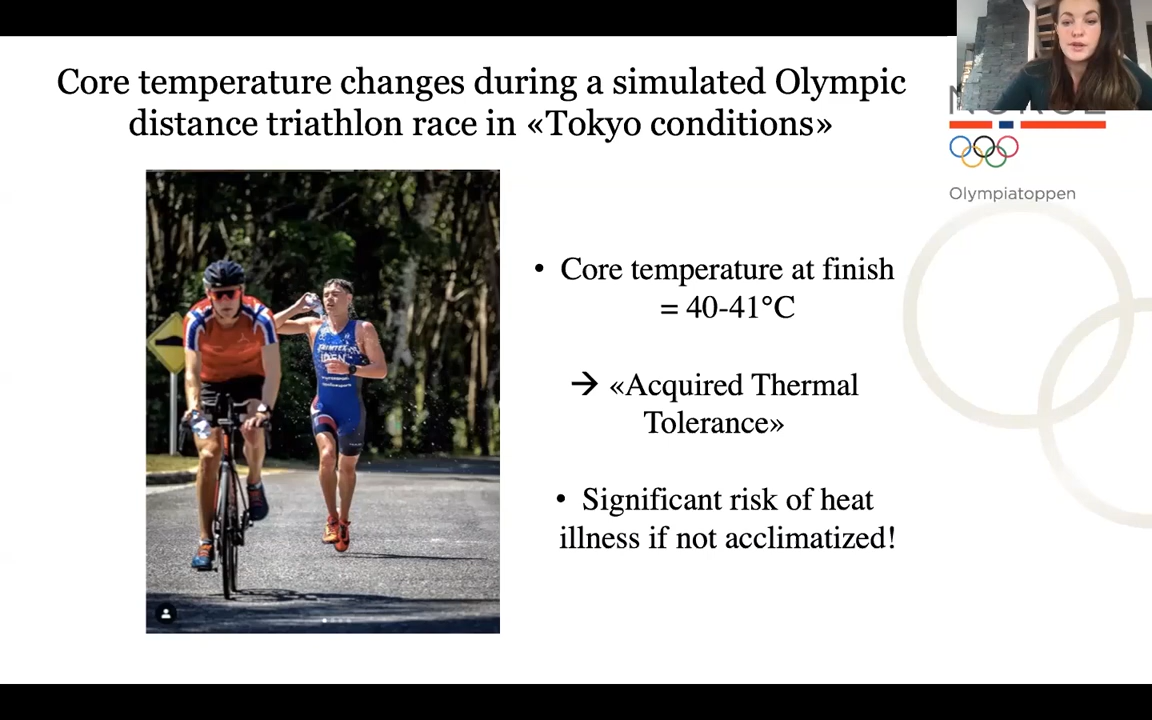 Core temperature changes during a simulated Olympic
distance triathlon race in «Tokyo conditions»
NORGE
Olympiatoppen
• Core temperature at finish
= 40-41°C
→ «Acquired Thermal
Tolerance»
• Significant risk of heat
illness if not acclimatized!